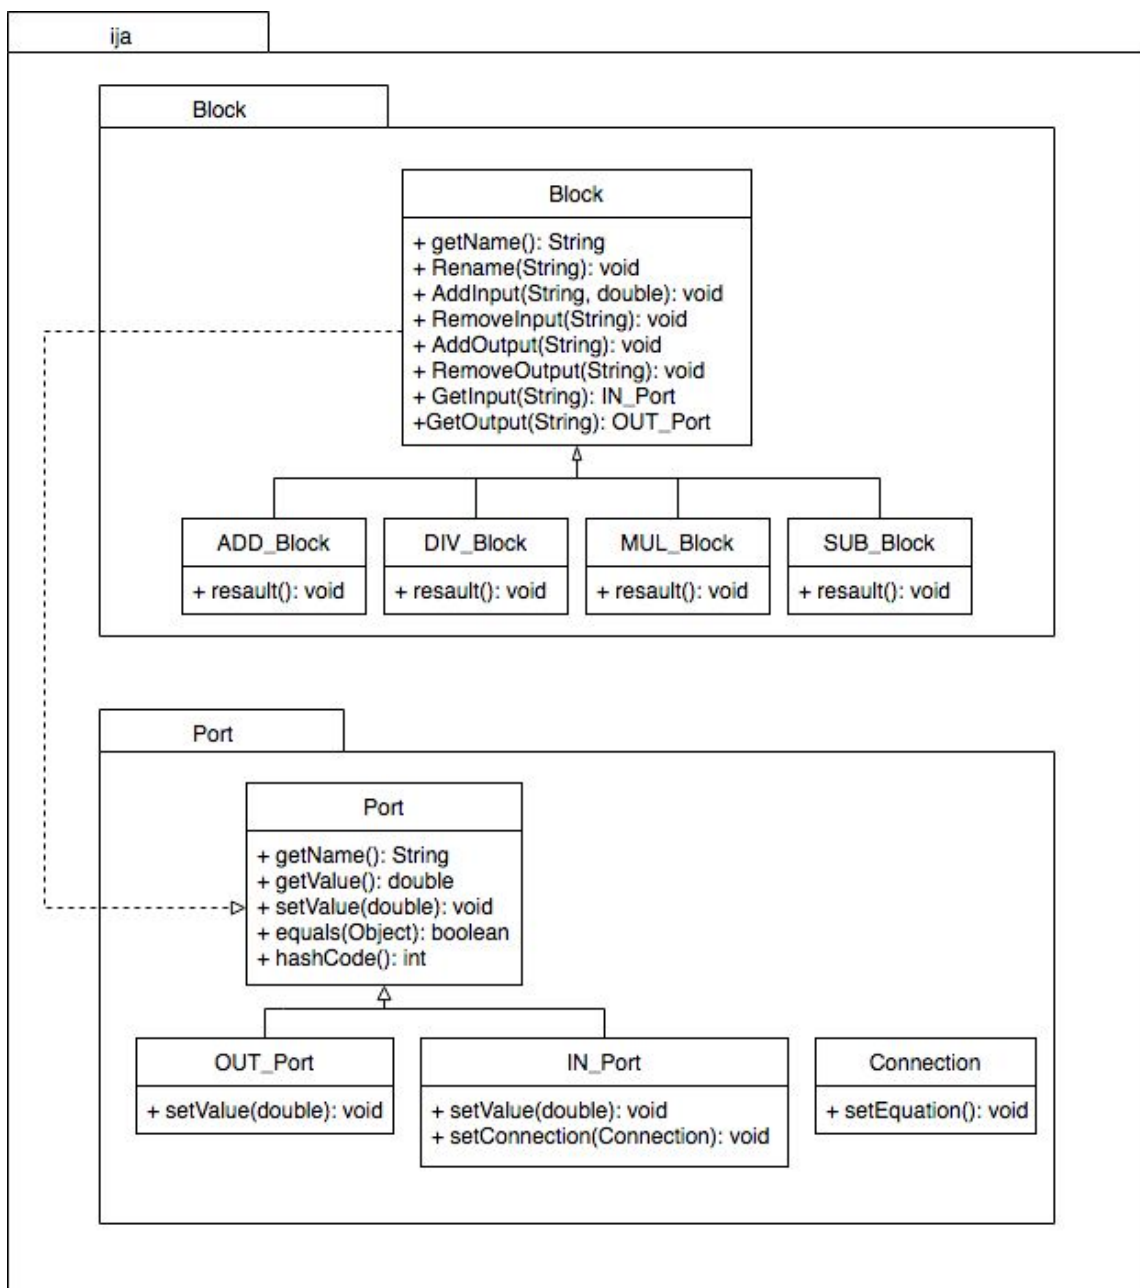 ija
Block
Block
+ getName(): String
+ Rename(String): void
+ AddInput(String, double): void
+ RemoveInput(String): void
+ AddOutput(String): void
+ RemoveOutput(String): void
+ GetInput(String): IN_Port
+GetOutput(String): OUT_Port
ADD_Block
+ resault(): void
DIV_Block
+ resault(): void
MUL_Block
+ resault(): void
SUB_Block
+ resault(): void
Port
Port
+ getName(): String
+ getValue(): double
+ setValue(double): void
+ equals(Object): boolean
+ hashCode(): int
OUT_Port
+ setValue(double): void
IN_Port
+ setValue(double): void
+ setConnection(Connection): void
Connection
+ setEquation(): void